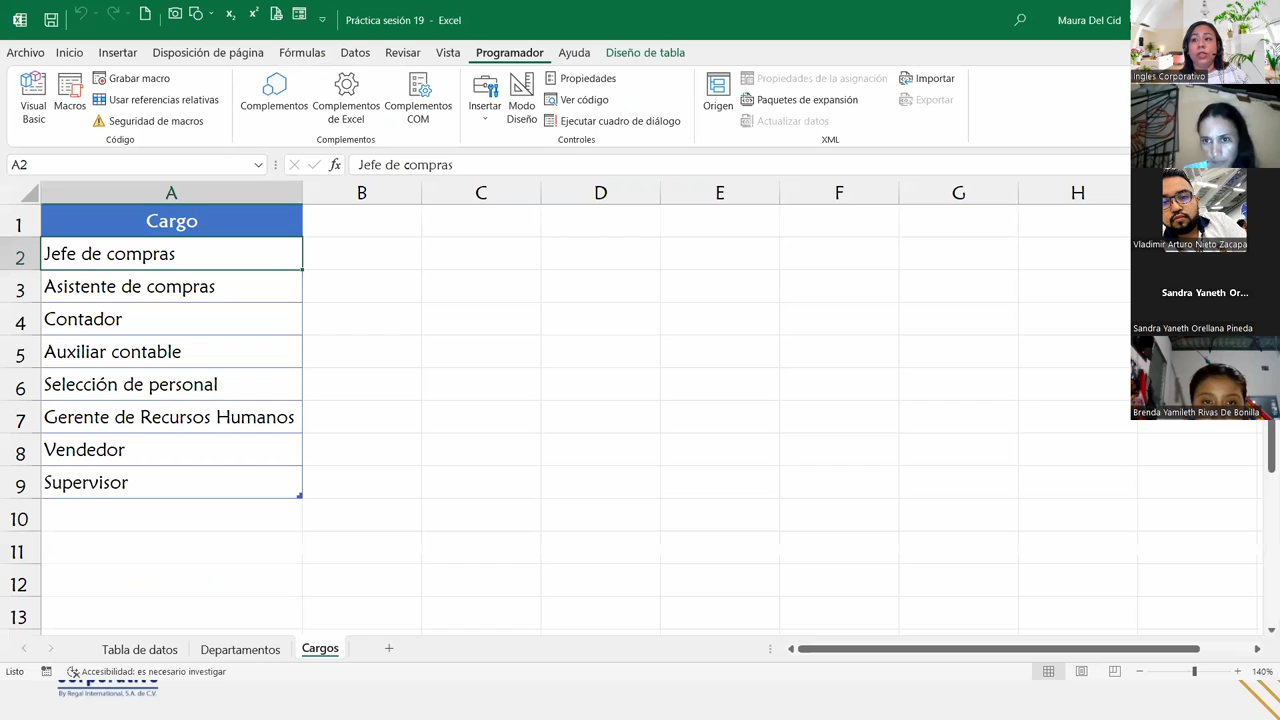 Práctica sesión 19 - Excel
Maura Del Cid
Archivo Inicio Insertar Disposición de página Fórmulas Datos Revisar Vista Programador Ayuda Diseño de tabla
Visual Basic
Macros
Grabar macro
Usar referencias relativas
Seguridad de macros
Código
Complementos
Complementos de Excel
Complementos COM
Complementos
Insertar
Modo Diseño
Propiedades
Ver código
Ejecutar cuadro de diálogo
Controles
Origen
Propiedades de la asignación
Paquetes de expansión
Actualizar datos
Importar
Exportar
XML
A2
fx Jefe de compras
A B C D E F G H
1 Cargo
2 Jefe de compras
3 Asistente de compras
4 Contador
5 Auxiliar contable
6 Selección de personal
7 Gerente de Recursos Humanos
8 Vendedor
9 Supervisor
10
11
12
13
Tabla de datos Departamentos Cargos
Listo Accesibilidad: es necesario investigar 140%
By Regal International, S.A. de C.V.
Ingles Corporativo
Vladimir Arturo Nieto Zacapa
Sandra Yaneth Or...
Sandra Yaneth Orellana Pineda
Brenda Yamileth Rivas De Bonilla